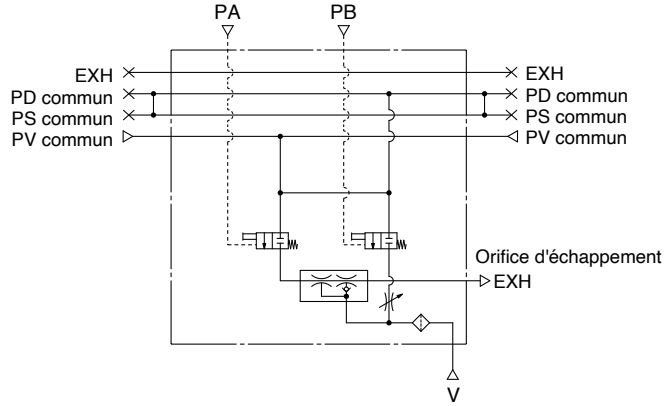 PA PB
EXH EXH
PD commun PD commun
PS commun PS commun
PV commun PV commun
Orifice d'échappement
EXH
V